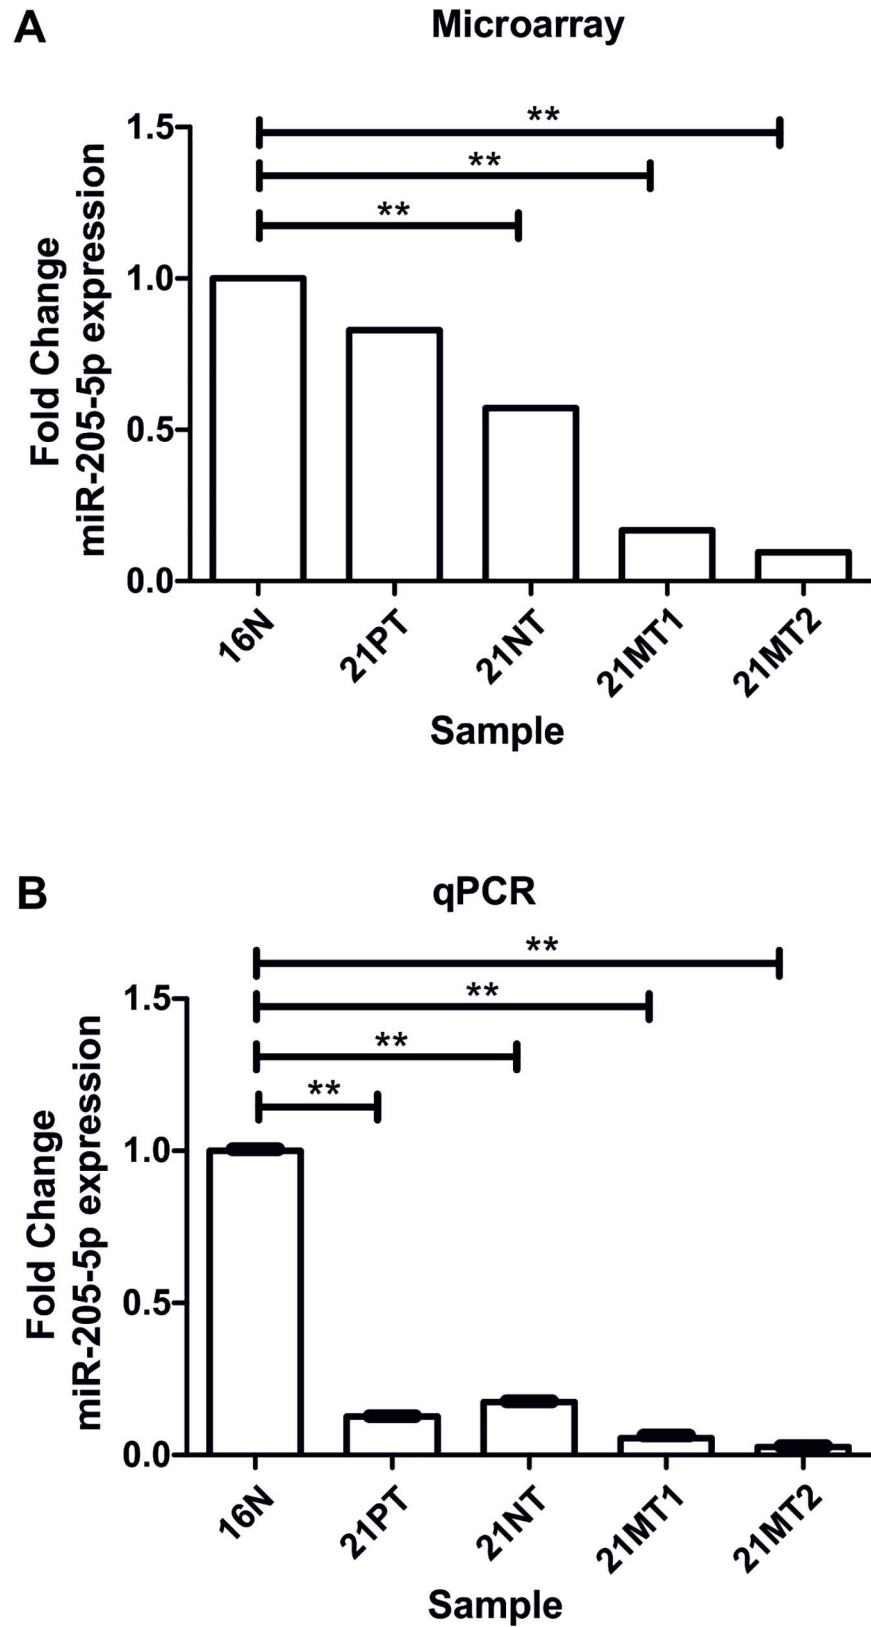 A
Microarray
**
**
**
1.5
1.0
0.5
0.0
Fold Change
miR-205-5p expression
16N
21PT
21NT
21MT1
21MT2
Sample
B
qPCR
**
**
**
**
1.5
1.0
0.5
0.0
Fold Change
miR-205-5p expression
16N
21PT
21NT
21MT1
21MT2
Sample